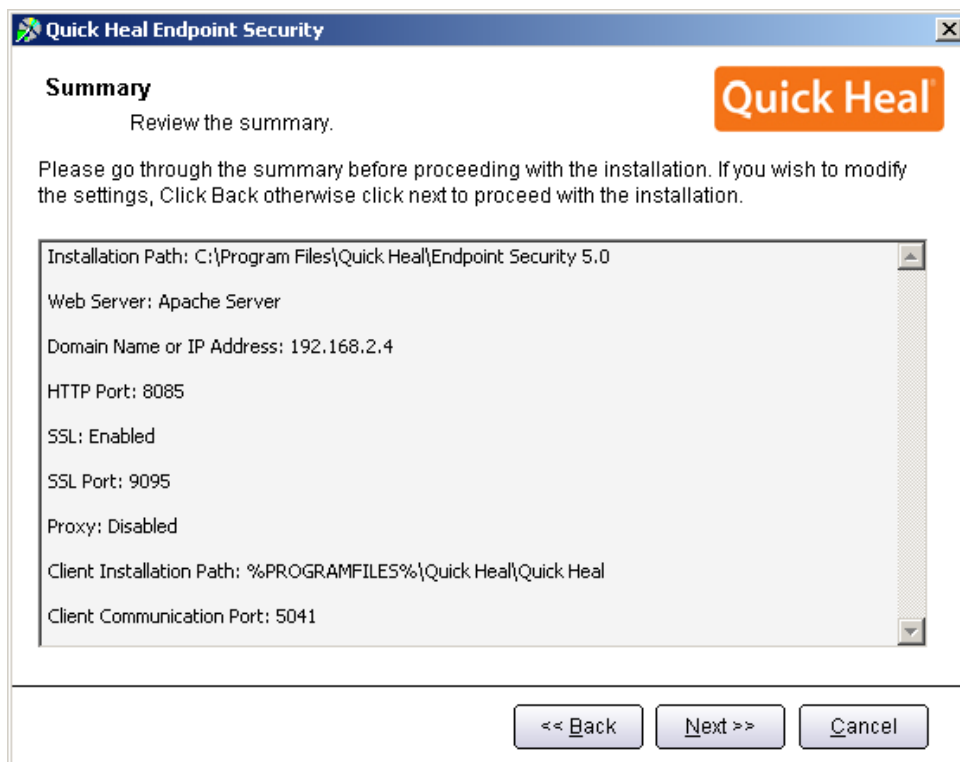 Quick Heal Endpoint Security
Summary
Review the summary.
Quick Heal
Please go through the summary before proceeding with the installation. If you wish to modify
the settings, Click Back otherwise click next to proceed with the installation.
Installation Path: C:\Program Files\Quick Heal\Endpoint Security 5.0
Web Server: Apache Server
Domain Name or IP Address: 192.168.2.4
HTTP Port: 8085
SSL: Enabled
SSL Port: 9095
Proxy: Disabled
Client Installation Path: %PROGRAMFILES%\Quick Heal\Quick Heal
Client Communication Port: 5041
<< Back
Next >>
Cancel